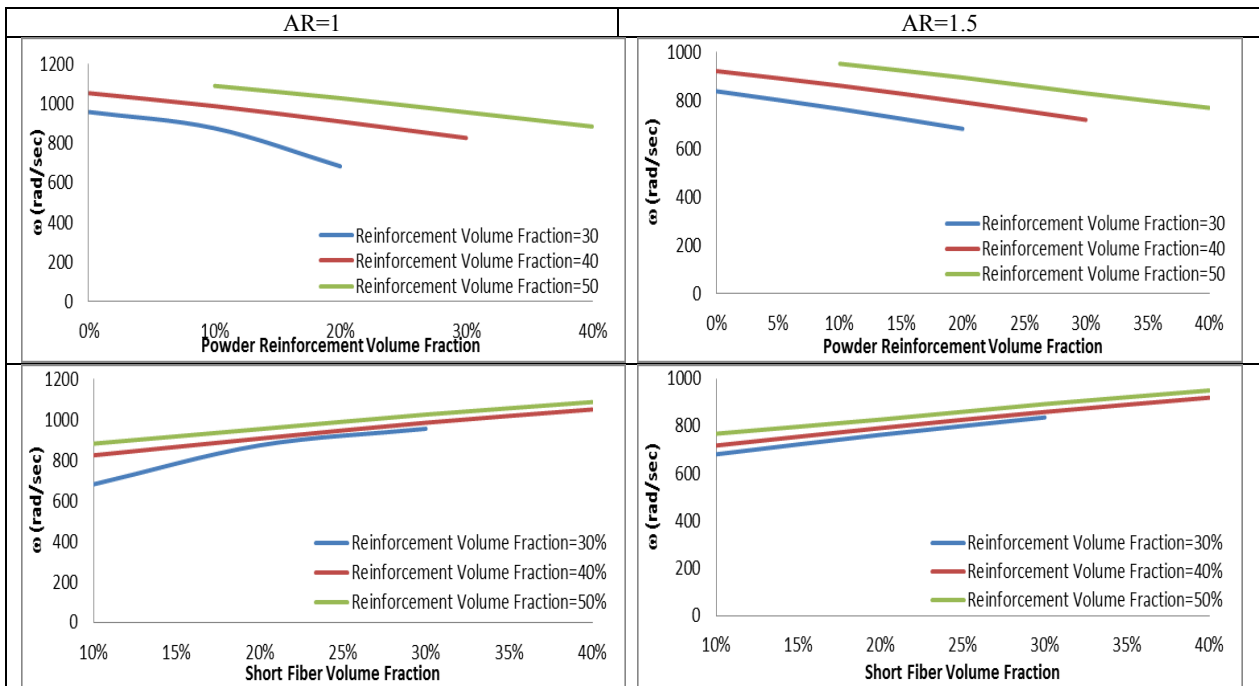 AR=1
AR=1.5
1200
1000
800
600
400
200
0
ω (rad/sec)
Reinforcement Volume Fraction=30
Reinforcement Volume Fraction=40
Reinforcement Volume Fraction=50
0% 10% 20% 30% 40%
Powder Reinforcement Volume Fraction
1000
800
600
400
200
0
ω (rad/sec)
Reinforcement Volume Fraction=30
Reinforcement Volume Fraction=40
Reinforcement Volume Fraction=50
0% 5% 10% 15% 20% 25% 30% 35% 40%
Powder Reinforcement Volume Fraction
1200
1000
800
600
400
200
0
ω (rad/sec)
Reinforcement Volume Fraction=30%
Reinforcement Volume Fraction=40%
Reinforcement Volume Fraction=50%
10% 15% 20% 25% 30% 35% 40%
Short Fiber Volume Fraction
1000
800
600
400
200
0
ω (rad/sec)
Reinforcement Volume Fraction=30%
Reinforcement Volume Fraction=40%
Reinforcement Volume Fraction=50%
10% 15% 20% 25% 30% 35% 40%
Short Fiber Volume Fraction